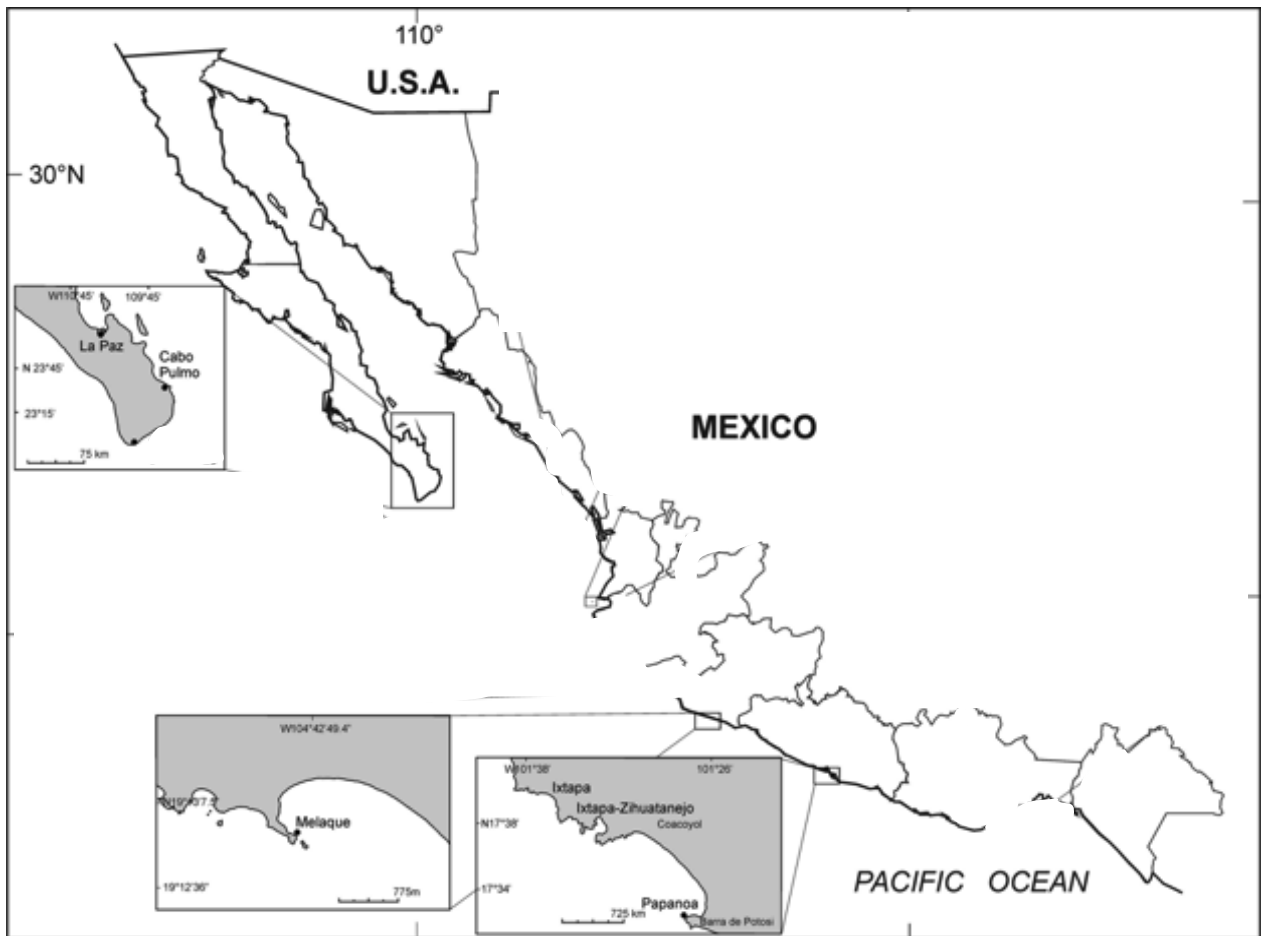 110°
U.S.A.
30°N
W110°45' 109°45'
La Paz
Cabo
Pulmo
N 23°45'
23°15'
75 km
MEXICO
W104°42'49.4"
Melaque
19°12'36"
775m
W101°38' 101°26'
Ixtapa
Ixtapa-Zihuatanejo
Coacoyol
N17°38'
17°34'
Papanoa
725 km
Barra de Potosi
PACIFIC OCEAN